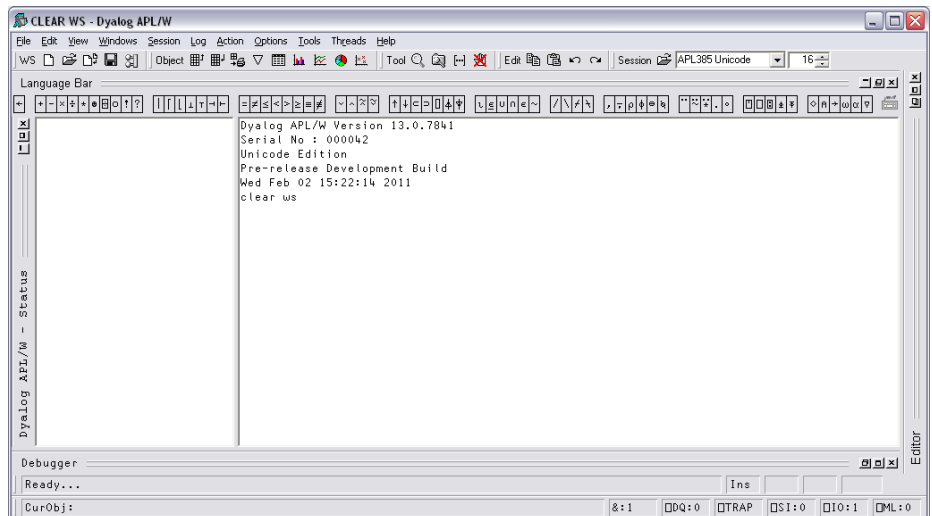 CLEAR WS - Dyalog APL/W
File Edit View Windows Session Log Action Options Tools Threads Help
WS Object Tool Edit Session APL385 Unicode 16
Language Bar
Dyalog APL/W Version 13.0.7841
Serial No : 000042
Unicode Edition
Pre-release Development Build
Wed Feb 02 15:22:14 2011
clear ws
Dyalog APL/W - Status
Editor
Debugger
Ready... Ins
CurObj: &:1 ⎕DQ:0 ⎕TRAP ⎕SI:0 ⎕IO:1 ⎕ML:0